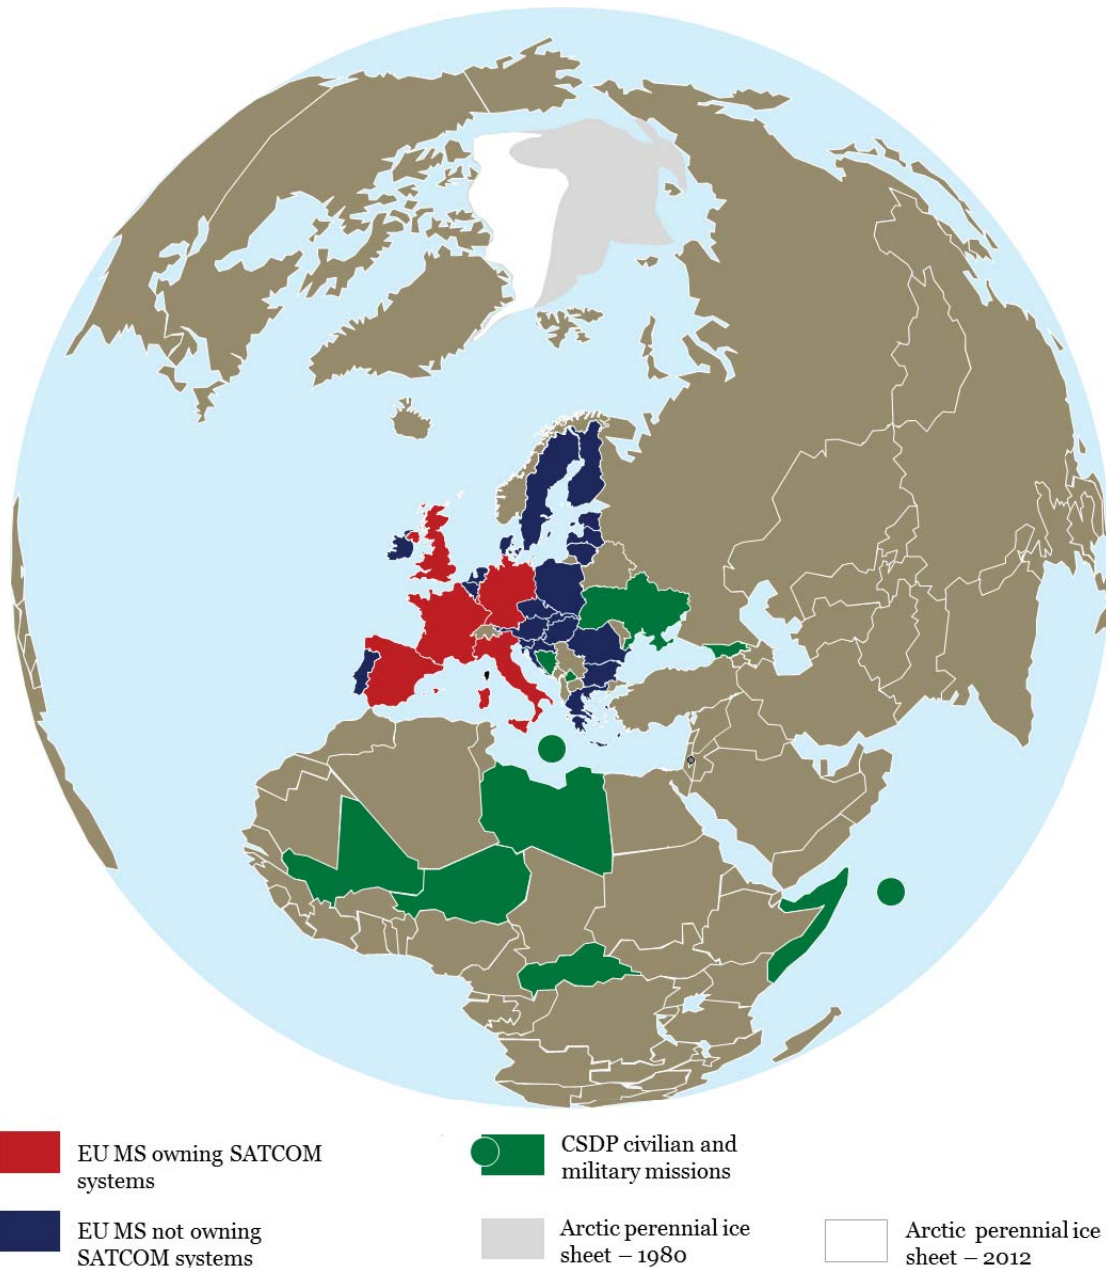 EU MS owning SATCOM
systems
CSDP civilian and
military missions
EU MS not owning
SATCOM systems
Arctic perennial ice
sheet – 1980
Arctic perennial ice
sheet – 2012